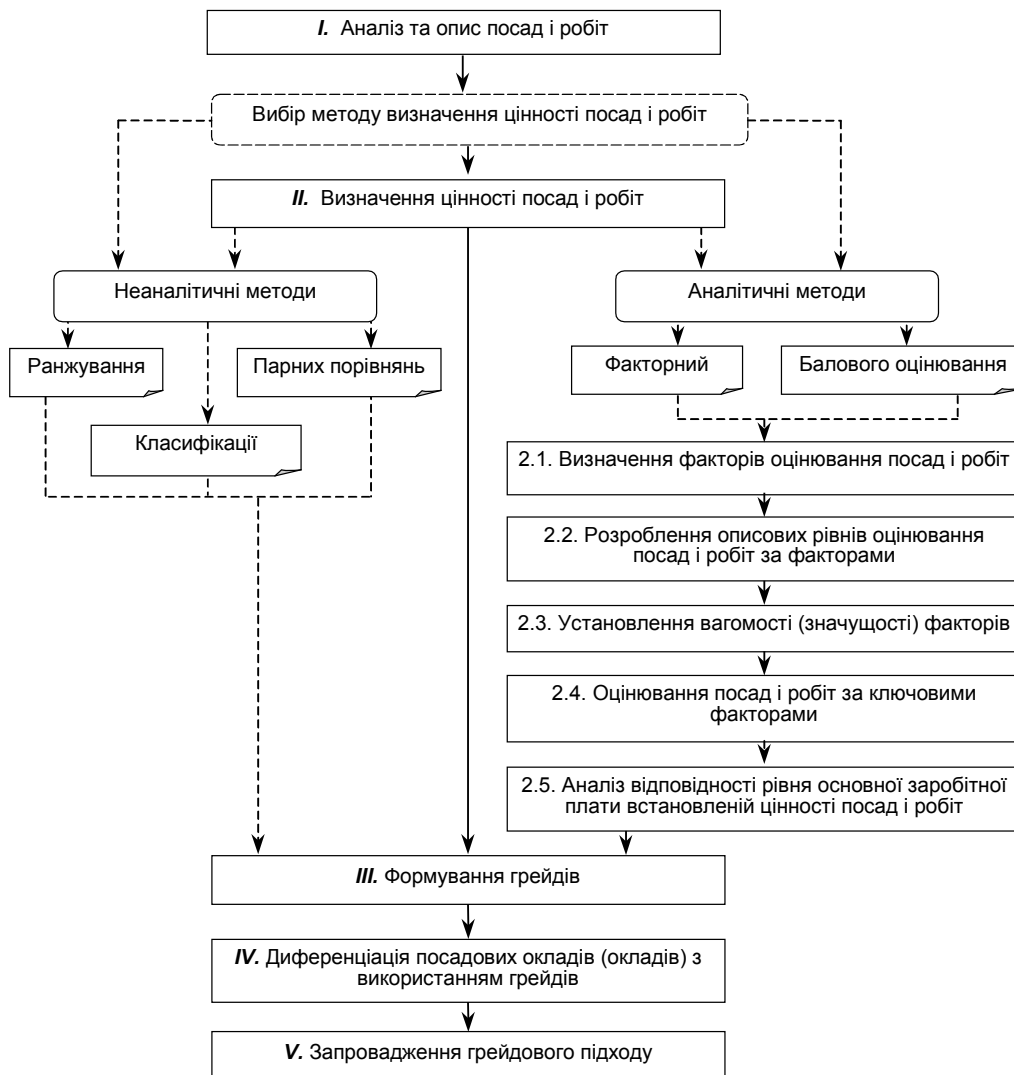 I. Аналіз та опис посад і робіт
Вибір методу визначення цінності посад і робіт
II. Визначення цінності посад і робіт
Неаналітичні методи
Аналітичні методи
Ранжування
Парних порівнянь
Факторний
Балового оцінювання
Класифікації
2.1. Визначення факторів оцінювання посад і робіт
2.2. Розроблення описових рівнів оцінювання
посад і робіт за факторами
2.3. Установлення вагомості (значущості) факторів
2.4. Оцінювання посад і робіт за ключовими
факторами
2.5. Аналіз відповідності рівня основної заробітної
плати встановленій цінності посад і робіт
III. Формування грейдів
IV. Диференціація посадових окладів (окладів) з
використанням грейдів
V. Запровадження грейдового підходу